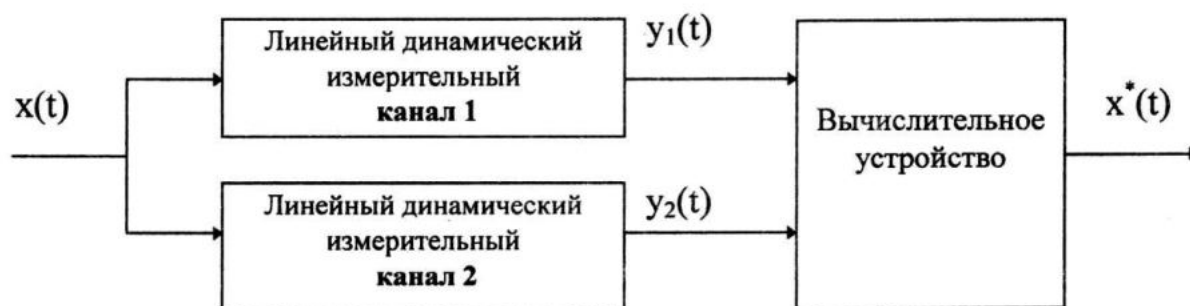 x(t)
Линейный динамический
измерительный
канал 1
y₁(t)
Линейный динамический
измерительный
канал 2
y₂(t)
Вычислительное
устройство
x*(t)